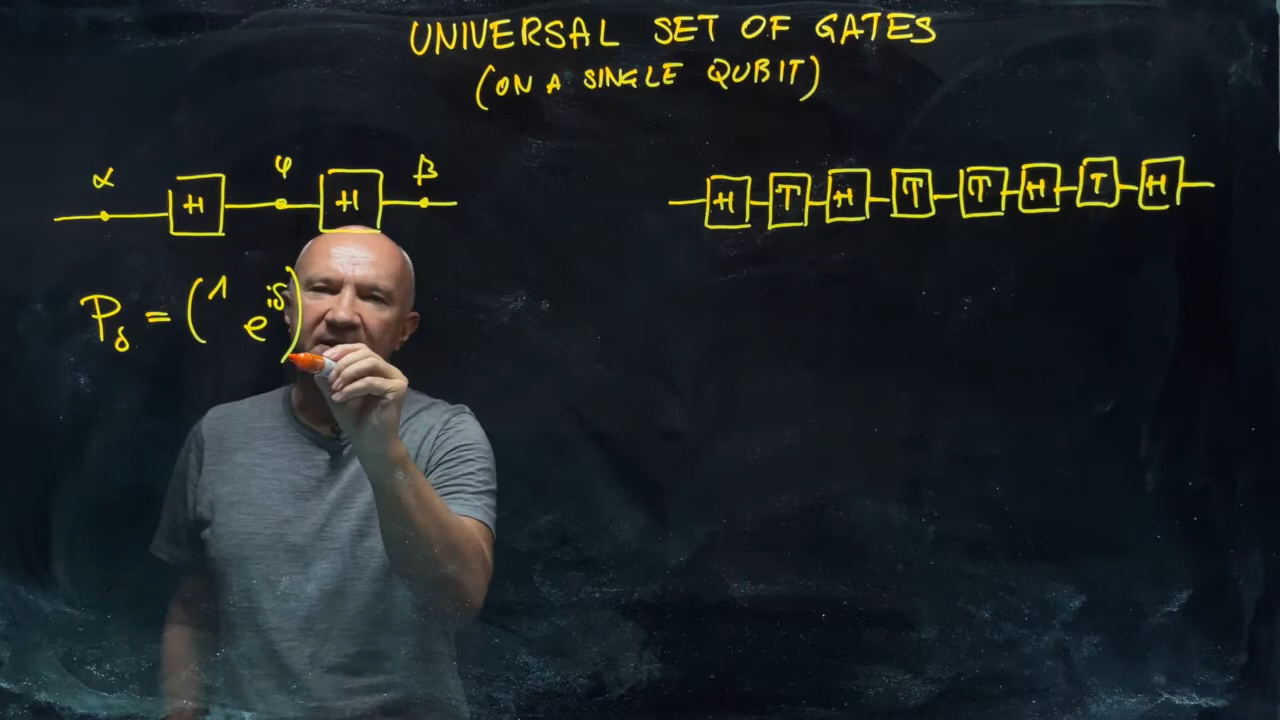 UNIVERSAL SET OF GATES
(ON A SINGLE QUBIT)
α H φ H β
H T H T T H T H
P_δ = (1 e^{iδ})